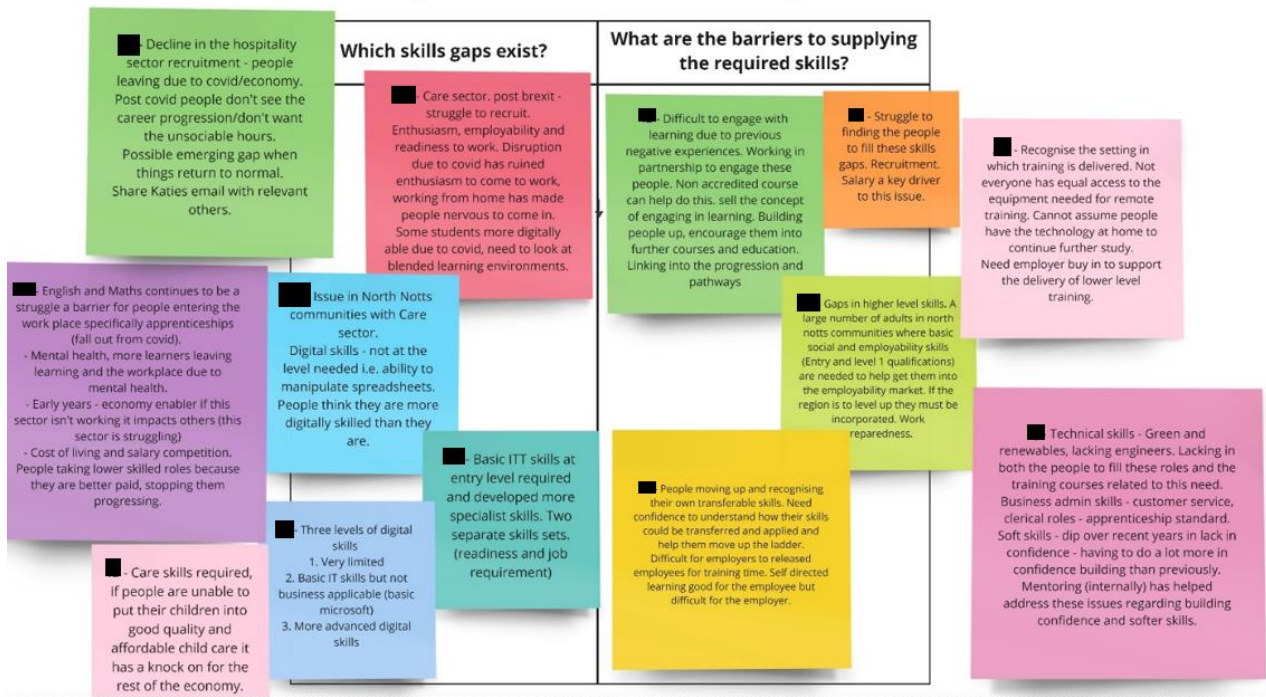 Which skills gaps exist?
What are the barriers to supplying
the required skills?
- Decline in the hospitality
sector recruitment - people
leaving due to covid/economy.
Post covid people don't see the
career progression/don't want
the unsociable hours.
Possible emerging gap when
things return to normal.
Share Katies email with relevant
others.
- Care sector. post brexit -
struggle to recruit.
Enthusiasm, employability and
readiness to work. Disruption
due to covid has ruined
enthusiasm to come to work,
working from home has made
people nervous to come in.
Some students more digitally
able due to covid, need to look at
blended learning environments.
- English and Maths continues to be a
struggle a barrier for people entering the
work place specifically apprenticeships
(fall out from covid).
- Mental health, more learners leaving
learning and the workplace due to
mental health.
- Early years - economy enabler if this
sector isn't working it impacts others (this
sector is struggling)
- Cost of living and salary competition.
People taking lower skilled roles because
they are better paid, stopping them
progressing.
Issue in North Notts
communities with Care
sector.
Digital skills - not at the
level needed i.e. ability to
manipulate spreadsheets.
People think they are more
digitally skilled than they
are.
- Basic ITT skills at
entry level required
and developed more
specialist skills. Two
separate skills sets.
(readiness and job
requirement)
- Three levels of digital
skills
1. Very limited
2. Basic IT skills but not
business applicable (basic
microsoft)
3. More advanced digital
skills
- Care skills required,
if people are unable to
put their children into
good quality and
affordable child care it
has a knock on for the
rest of the economy.
- Difficult to engage with
learning due to previous
negative experiences. Working in
partnership to engage these
people. Non accredited course
can help do this. sell the concept
of engaging in learning. Building
people up, encourage them into
further courses and education.
Linking into the progression and
pathways
- Struggle to
finding the people
to fill these skills
gaps. Recruitment.
Salary a key driver
to this issue.
- Recognise the setting in
which training is delivered. Not
everyone has equal access to the
equipment needed for remote
training. Cannot assume people
have the technology at home to
continue further study.
Need employer buy in to support
the delivery of lower level
training.
Gaps in higher level skills. A
large number of adults in north
notts communities where basic
social and employability skills
(Entry and level 1 qualifications)
are needed to help get them into
the employability market. If the
region is to level up they must be
incorporated. Work
reparedness.
- People moving up and recognising
their own transferable skills. Need
confidence to understand how their skills
could be transferred and applied and
help them move up the ladder.
Difficult for employers to released
employees for training time. Self directed
learning good for the employee but
difficult for the employer.
- Technical skills - Green and
renewables, lacking engineers. Lacking in
both the people to fill these roles and the
training courses related to this need.
Business admin skills - customer service,
clerical roles - apprenticeship standard.
Soft skills - dip over recent years in lack in
confidence - having to do a lot more in
confidence building than previously.
Mentoring (internally) has helped
address these issues regarding building
confidence and softer skills.